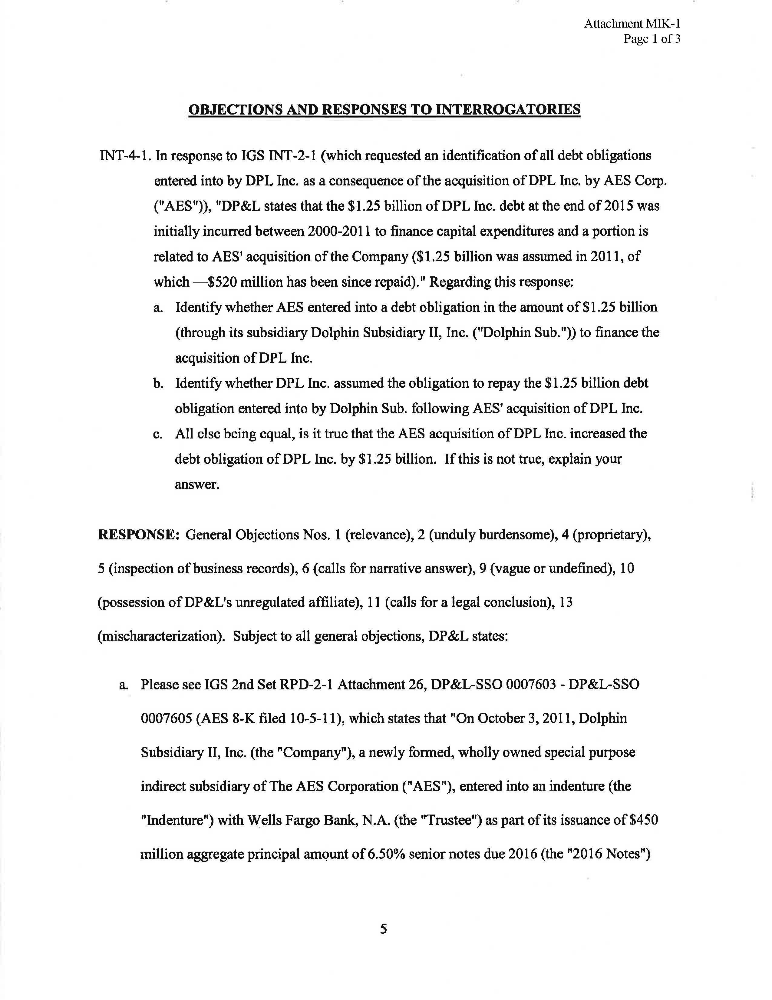 Attachment MIK-1
Page 1 of 3
OBJECTIONS AND RESPONSES TO INTERROGATORIES
INT-4-1. In response to IGS INT-2-1 (which requested an identification of all debt obligations
entered into by DPL Inc. as a consequence of the acquisition of DPL Inc. by AES Corp.
("AES")), "DP&L states that the $1.25 billion of DPL Inc. debt at the end of 2015 was
initially incurred between 2000-2011 to finance capital expenditures and a portion is
related to AES' acquisition of the Company ($1.25 billion was assumed in 2011, of
which —$520 million has been since repaid)." Regarding this response:
a. Identify whether AES entered into a debt obligation in the amount of $1.25 billion
(through its subsidiary Dolphin Subsidiary II, Inc. ("Dolphin Sub.")) to finance the
acquisition of DPL Inc.
b. Identify whether DPL Inc. assumed the obligation to repay the $1.25 billion debt
obligation entered into by Dolphin Sub. following AES' acquisition of DPL Inc.
c. All else being equal, is it true that the AES acquisition of DPL Inc. increased the
debt obligation of DPL Inc. by $1.25 billion. If this is not true, explain your
answer.
RESPONSE: General Objections Nos. 1 (relevance), 2 (unduly burdensome), 4 (proprietary),
5 (inspection of business records), 6 (calls for narrative answer), 9 (vague or undefined), 10
(possession of DP&L's unregulated affiliate), 11 (calls for a legal conclusion), 13
(mischaracterization). Subject to all general objections, DP&L states:
a. Please see IGS 2nd Set RPD-2-1 Attachment 26, DP&L-SSO 0007603 - DP&L-SSO
0007605 (AES 8-K filed 10-5-11), which states that "On October 3, 2011, Dolphin
Subsidiary II, Inc. (the "Company"), a newly formed, wholly owned special purpose
indirect subsidiary of The AES Corporation ("AES"), entered into an indenture (the
"Indenture") with Wells Fargo Bank, N.A. (the "Trustee") as part of its issuance of $450
million aggregate principal amount of 6.50% senior notes due 2016 (the "2016 Notes")
5